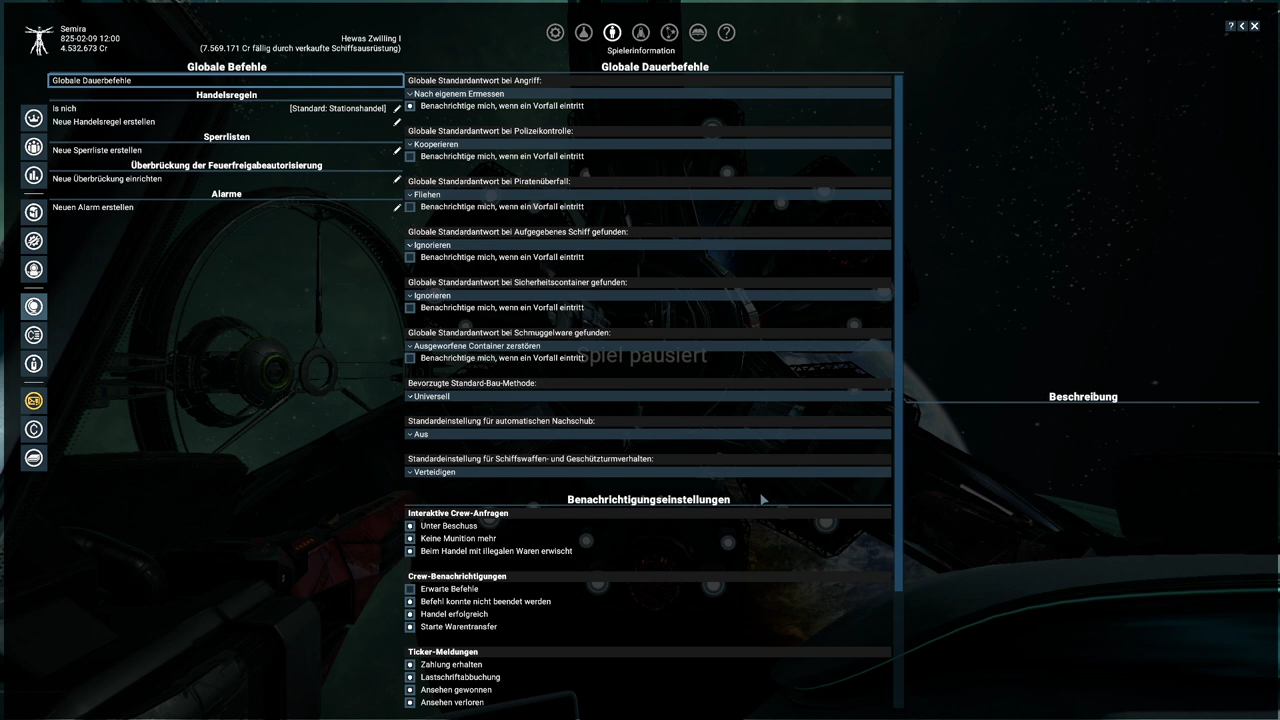 Semira
825-02-09 12:00
4.532.673 Cr
Hewas Zwilling I
(7.569.171 Cr fällig durch verkaufte Schiffsausrüstung)
Spielerinformation
Globale Befehle
Globale Dauerbefehle
Handelsregeln
Is nich [Standard: Stationshandel]
Neue Handelsregel erstellen
Sperrlisten
Neue Sperrliste erstellen
Überbrückung der Feuerfreigabeautorisierung
Neue Überbrückung einrichten
Alarme
Neuen Alarm erstellen
Globale Dauerbefehle
Globale Standardantwort bei Angriff:
Nach eigenem Ermessen
Benachrichtige mich, wenn ein Vorfall eintritt
Globale Standardantwort bei Polizeikontrolle:
Kooperieren
Benachrichtige mich, wenn ein Vorfall eintritt
Globale Standardantwort bei Piratenüberfall:
Fliehen
Benachrichtige mich, wenn ein Vorfall eintritt
Globale Standardantwort bei Aufgegebenes Schiff gefunden:
Ignorieren
Benachrichtige mich, wenn ein Vorfall eintritt
Globale Standardantwort bei Sicherheitscontainer gefunden:
Ignorieren
Benachrichtige mich, wenn ein Vorfall eintritt
Globale Standardantwort bei Schmuggelware gefunden:
Ausgeworfene Container zerstören
Benachrichtige mich, wenn ein Vorfall eintritt
Spiel pausiert
Bevorzugte Standard-Bau-Methode:
Universell
Standardeinstellung für automatischen Nachschub:
Aus
Standardeinstellung für Schiffswaffen- und Geschützturmverhalten:
Verteidigen
Benachrichtigungseinstellungen
Interaktive Crew-Anfragen
Unter Beschuss
Keine Munition mehr
Beim Handel mit illegalen Waren erwischt
Crew-Benachrichtigungen
Erwarte Befehle
Befehl konnte nicht beendet werden
Handel erfolgreich
Starte Warentransfer
Ticker-Meldungen
Zahlung erhalten
Lastschriftabbuchung
Ansehen gewonnen
Ansehen verloren
Beschreibung